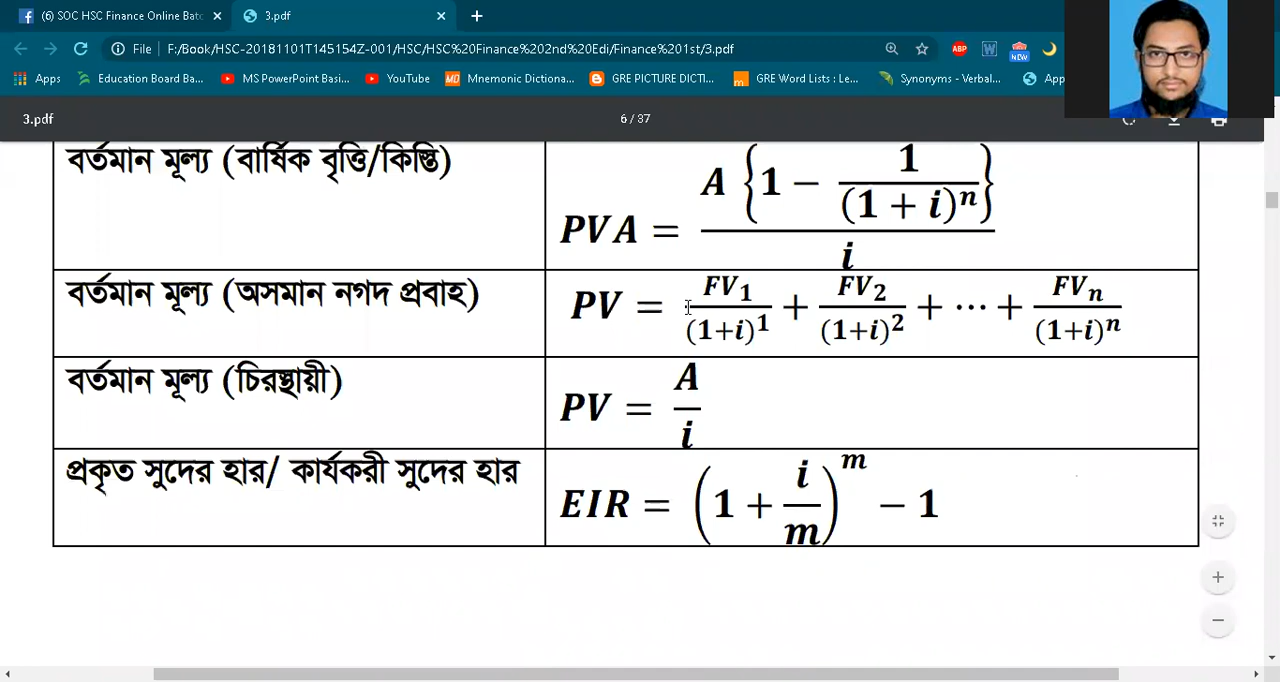 (6) SOC HSC Finance Online Batc
3.pdf
File F:/Book/HSC-20181101T145154Z-001/HSC/HSC%20Finance%202nd%20Edi/Finance%201st/3.pdf
ABP
W
NEW
Apps Education Board Ba... MS PowerPoint Basi... YouTube Mnemonic Dictiona... GRE PICTURE DICTI... GRE Word Lists : Le... Synonyms - Verbal... App
3.pdf 6 / 37
বর্তমান মূল্য (বার্ষিক বৃত্তি/কিস্তি) PVA = A {1 − 1/(1 + i)^n} / i
বর্তমান মূল্য (অসমান নগদ প্রবাহ) PV = FV₁/(1+i)^1 + FV₂/(1+i)^2 + ⋯ + FVₙ/(1+i)^n
বর্তমান মূল্য (চিরস্থায়ী) PV = A/i
প্রকৃত সুদের হার/ কার্যকরী সুদের হার EIR = (1 + i/m)^m − 1